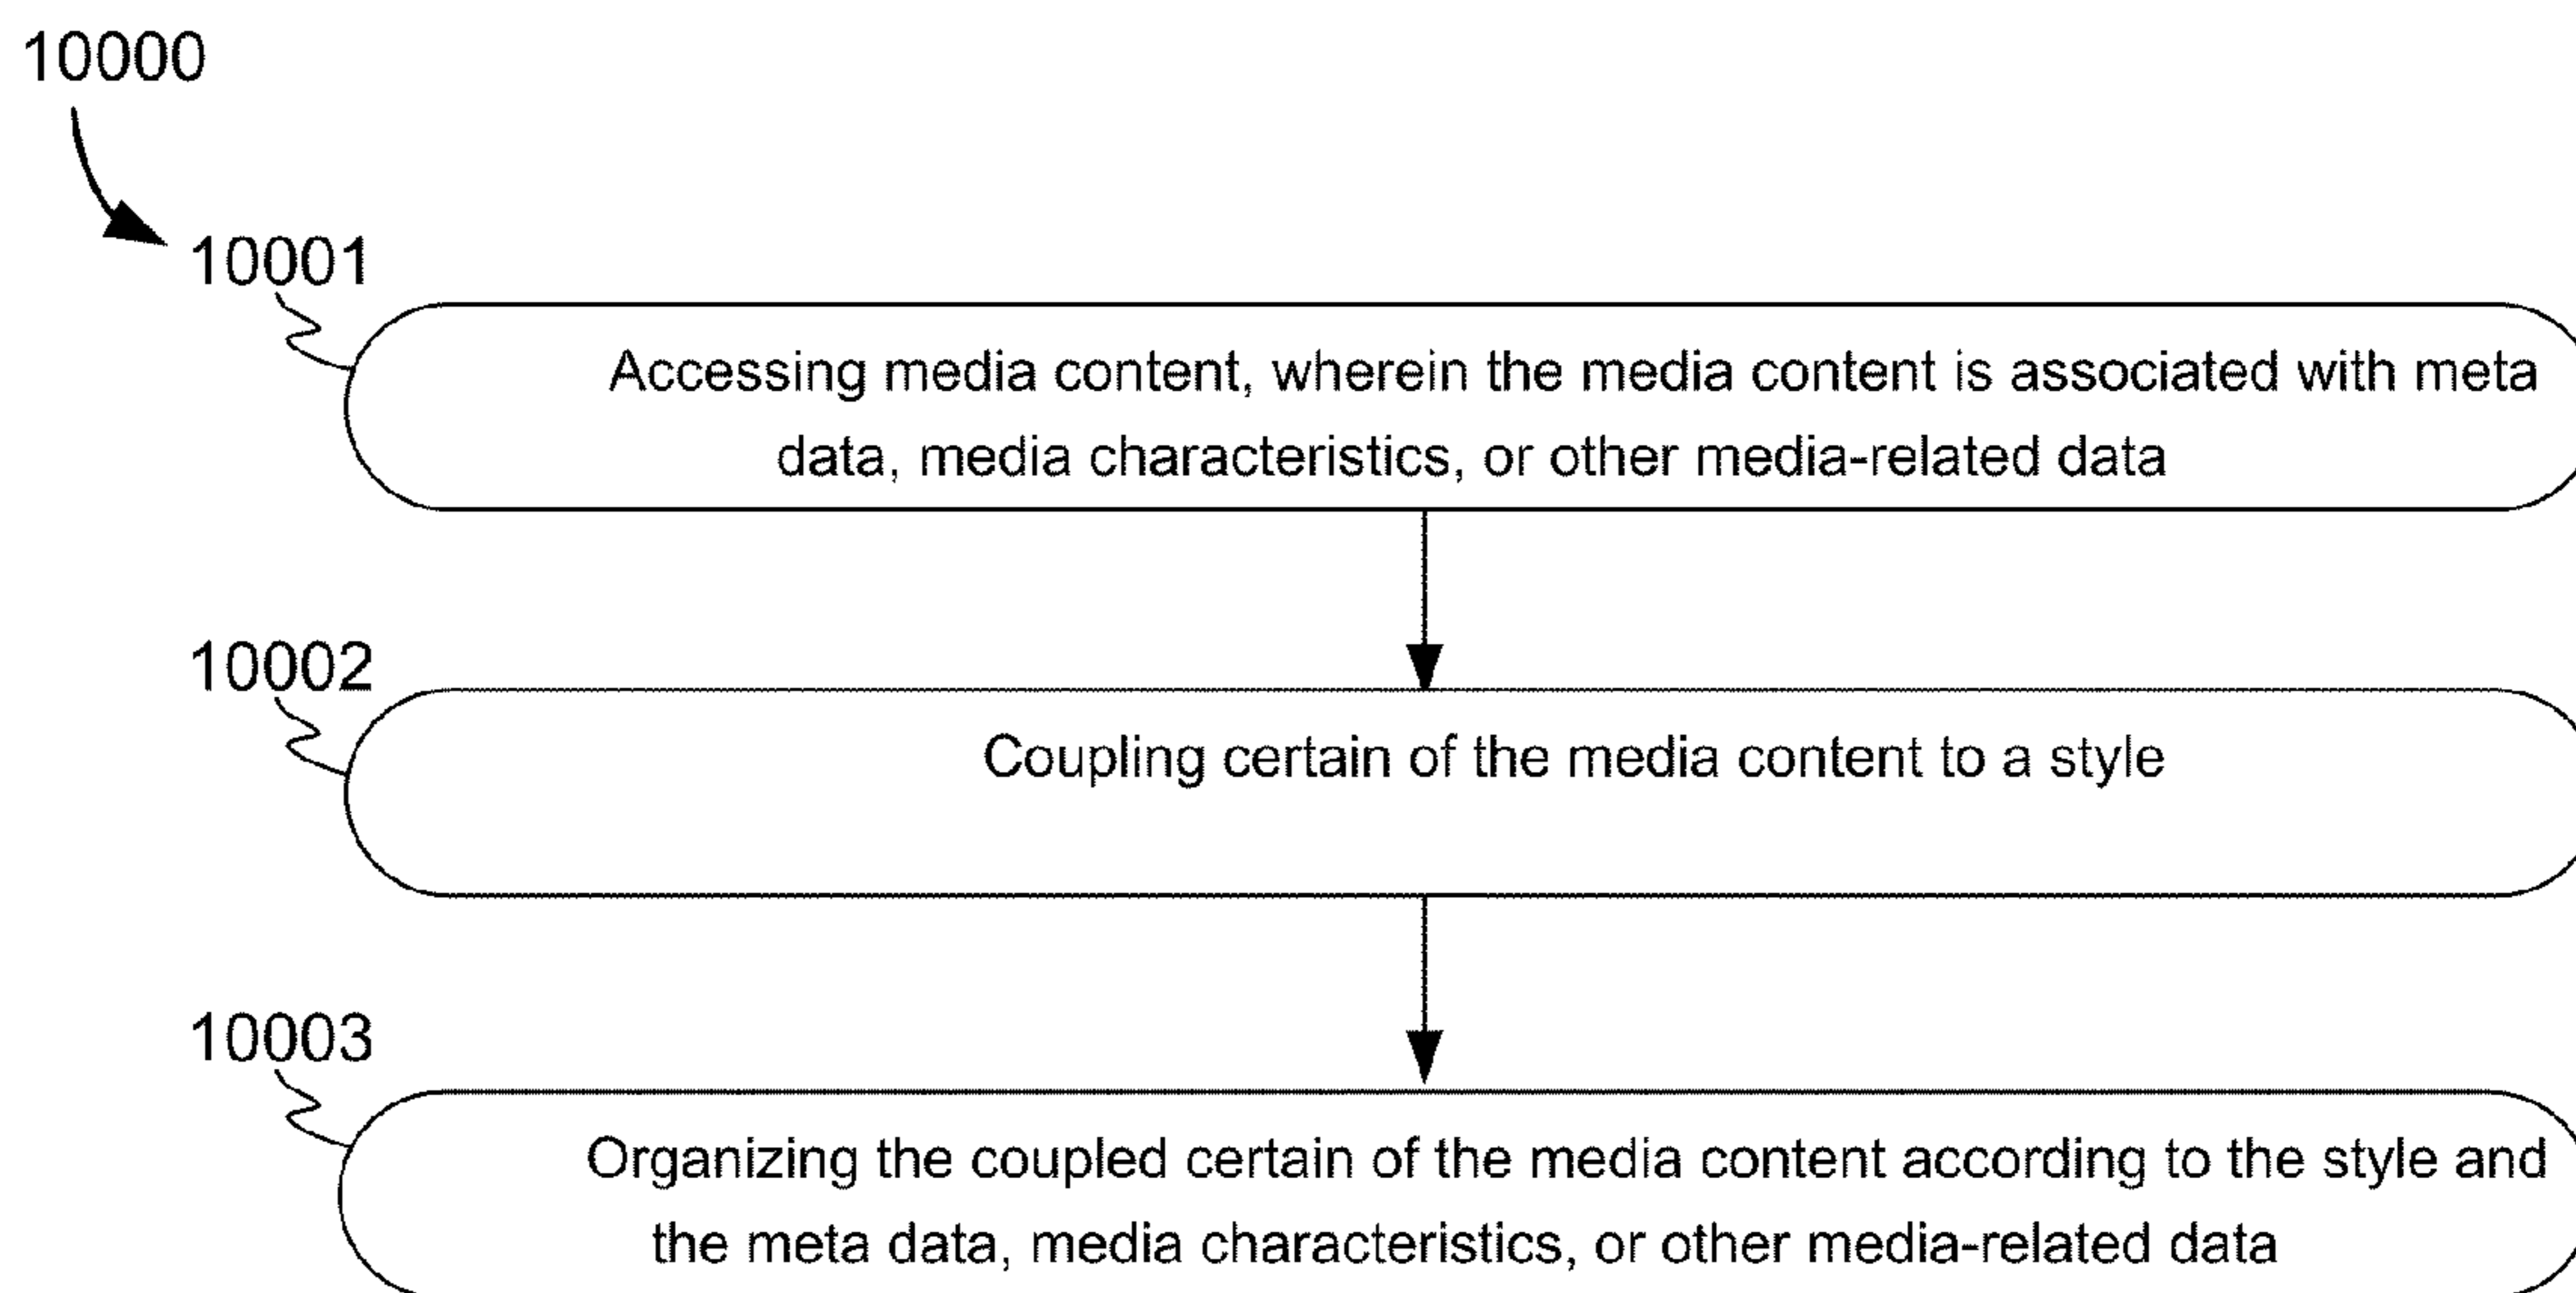 10000
10001
Accessing media content, wherein the media content is associated with meta
data, media characteristics, or other media-related data
10002
Coupling certain of the media content to a style
10003
Organizing the coupled certain of the media content according to the style and
the meta data, media characteristics, or other media-related data